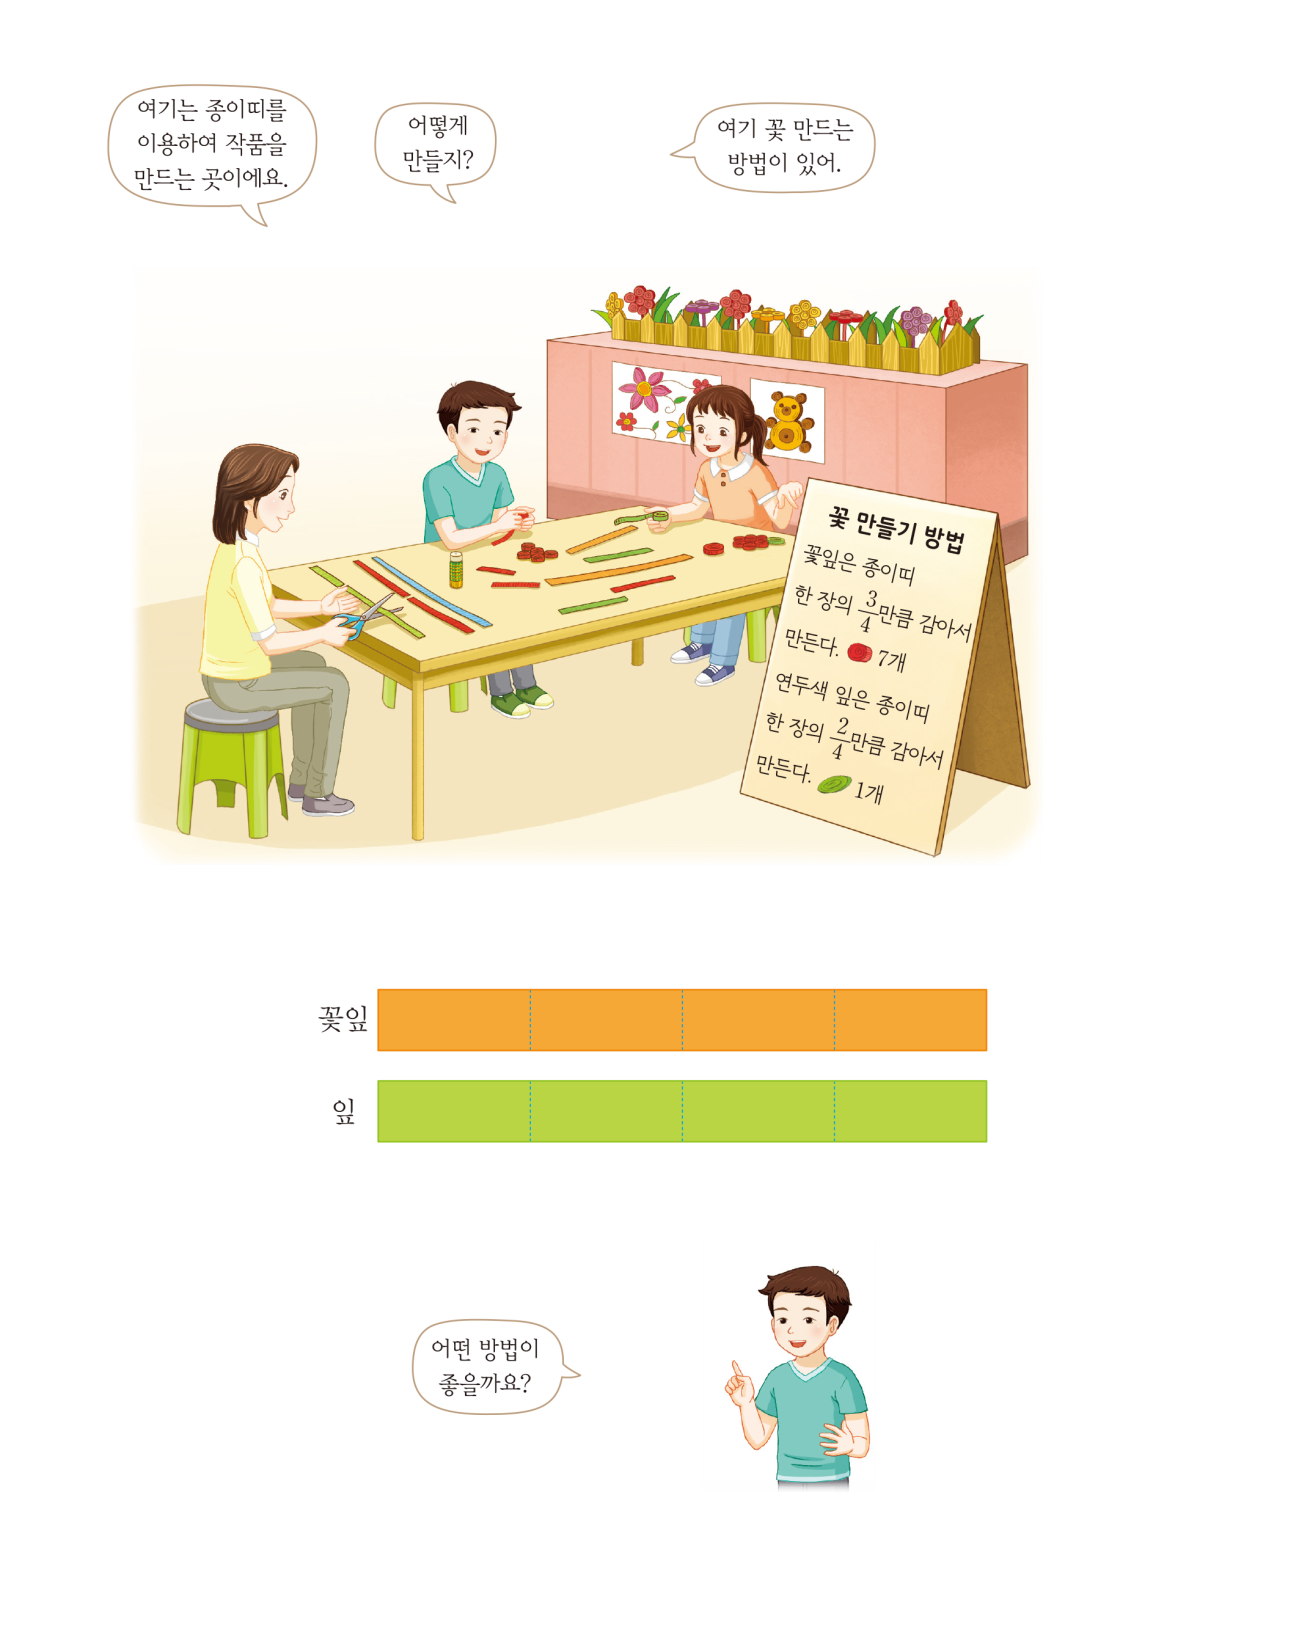 여기는 종이띠를
이용하여 작품을
만드는 곳이에요.
어떻게
만들지?
여기 꽃 만드는
방법이 있어.
꽃 만들기 방법
꽃잎은 종이띠
한 장의 3/4만큼 감아서
만든다. 7개
연두색 잎은 종이띠
한 장의 2/4만큼 감아서
만든다. 1개
꽃잎
잎
어떤 방법이
좋을까요?